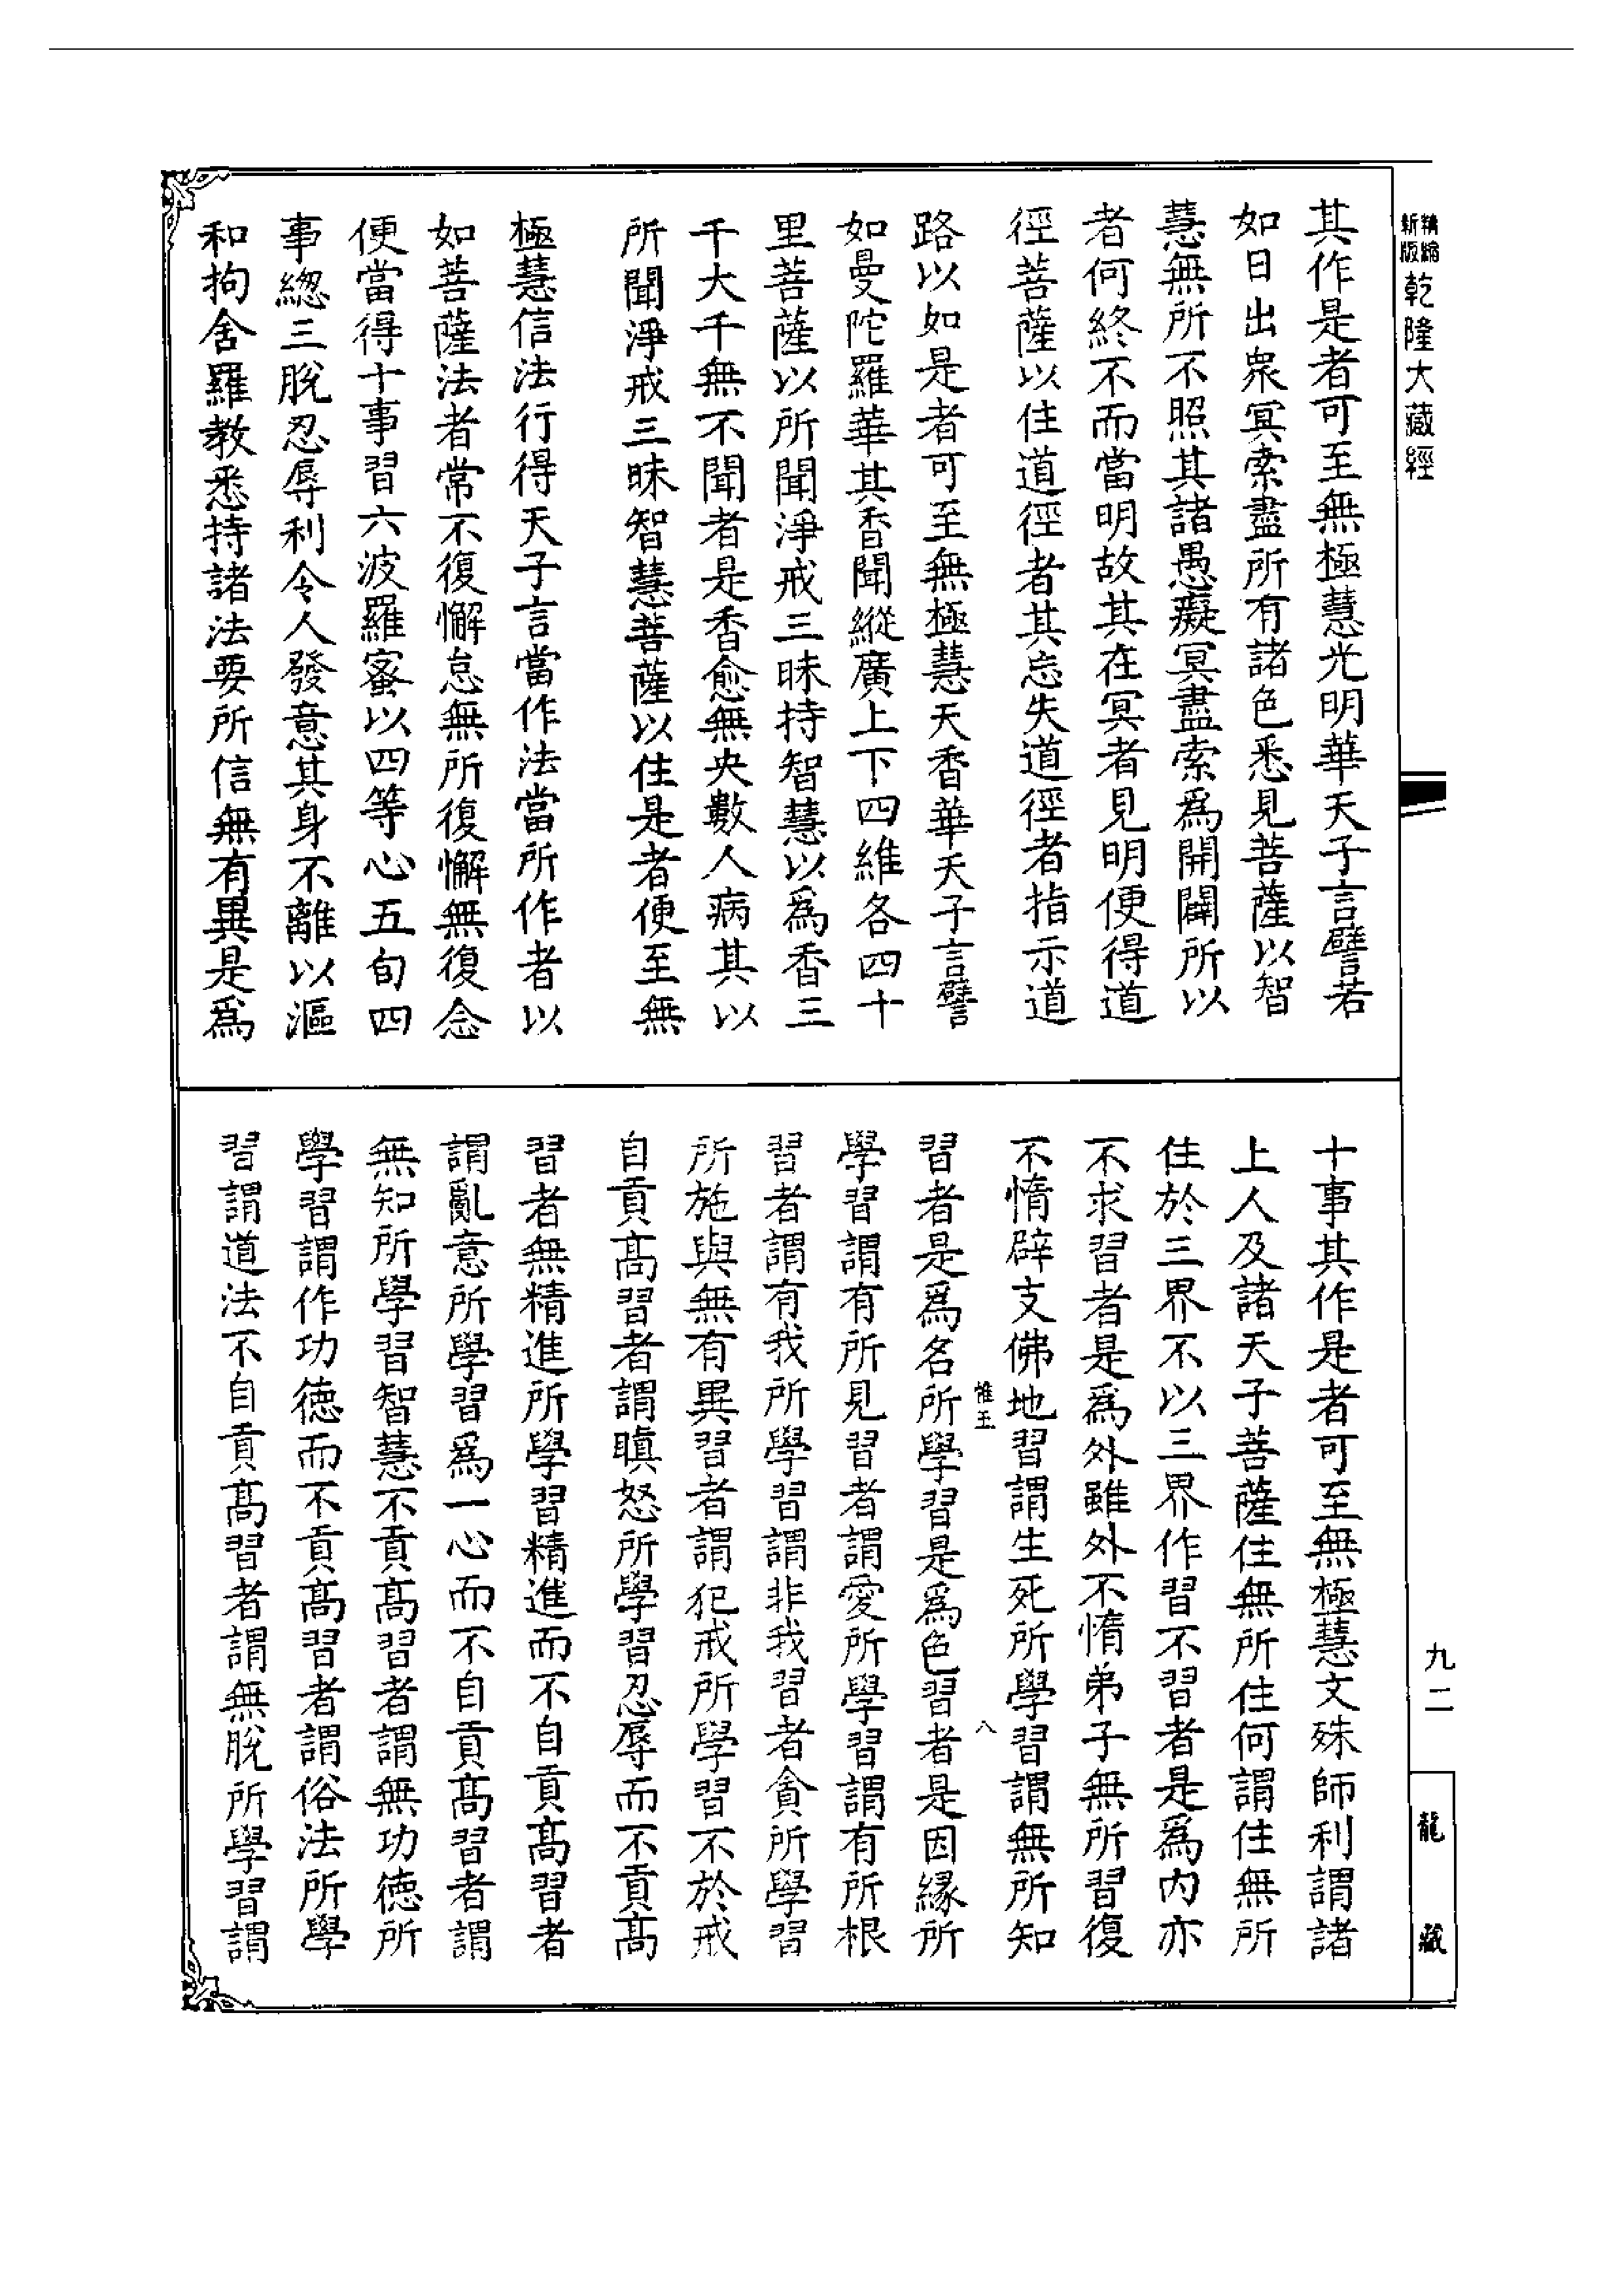 精縮
新版
乾隆大藏經
其作是者可至無極慧光明華天子言譬若
如日出衆冥索盡所有諸色悉見菩薩以智
慧無所不照其諸愚癡冥盡索爲開闢所以
者何終不而當明故其在冥者見明便得道
徑菩薩以住道徑者其忘失道徑者指示道
路以如是者可至無極慧天香華天子言譬
如曼陀羅華其香聞縱廣上下四維各四十
里菩薩以所聞淨戒三昧持智慧以爲香三
千大千無不聞者是香愈無央數人病其以
所聞淨戒三昧智慧菩薩以住是者便至無
極慧信法行得天子言當作法當所作者以
如菩薩法者常不復懈怠無所復懈無復念
便當得十事習六波羅蜜以四等心五旬四
事緫三脫忍辱利令人發意其身不離以漚
和拘舍羅教悉持諸法要所信無有異是爲
十事其作是者可至無極慧文殊師利謂諸
上人及諸天子菩薩住無所住何謂住無所
住於三界不以三界作習不習者是爲內亦
不求習者是爲外雖外不惰弟子無所習復
不惰辟支佛地習謂生死所學習謂無所知
惟王
八
習者是爲名所學習是爲色習者是因緣所
學習謂有所見習者謂愛所學習謂有所根
習者謂有我所學習謂非我習者貪所學習
所施與無有異習者謂犯戒所學習不於戒
自貢髙習者謂瞋怒所學習忍辱而不貢髙
習者無精進所學習精進而不自貢髙習者
謂亂意所學習爲一心而不自貢髙習者謂
無知所學習智慧不貢髙習者謂無功德所
學習謂作功德而不貢髙習者謂俗法所學
習謂道法不自貢髙習者謂無脫所學習謂
九二
龍藏